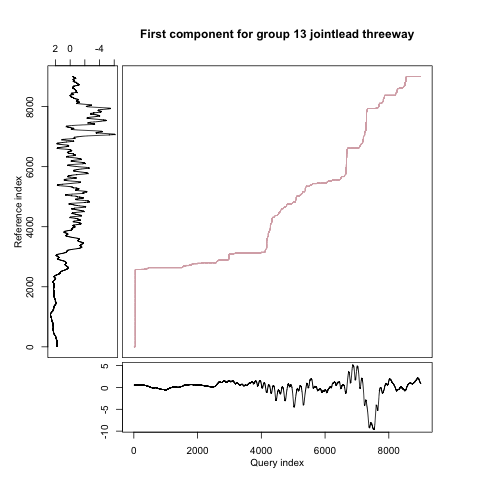 First component for group 13 jointlead threeway
2 0 -4
Reference index
0 2000 4000 6000 8000
5
0
-5
-10
0 2000 4000 6000 8000
Query index